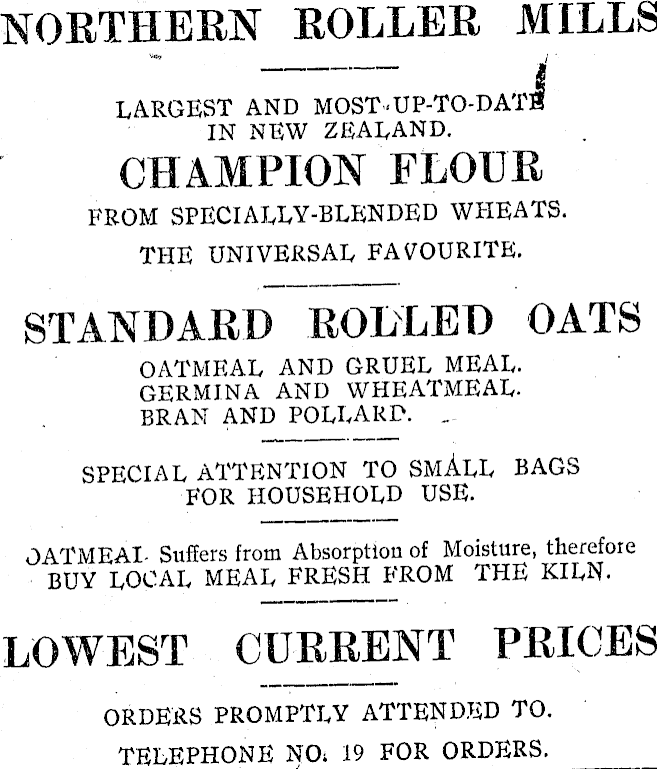 NORTHERN ROLLER MILLS
LARGEST AND MOST-UP-TO-DATE
IN NEW ZEALAND.
CHAMPION FLOUR
FROM SPECIALLY-BLENDED WHEATS.
THE UNIVERSAL FAVOURITE.
STANDARD ROLLED OATS
OATMEAL AND GRUEL MEAL.
GERMINA AND WHEATMEAL.
BRAN AND POLLARD.
SPECIAL ATTENTION TO SMALL BAGS
FOR HOUSEHOLD USE.
OATMEAL Suffers from Absorption of Moisture, therefore
BUY LOCAL MEAL FRESH FROM THE KILN.
LOWEST CURRENT PRICES
ORDERS PROMPTLY ATTENDED TO.
TELEPHONE NO. 19 FOR ORDERS.